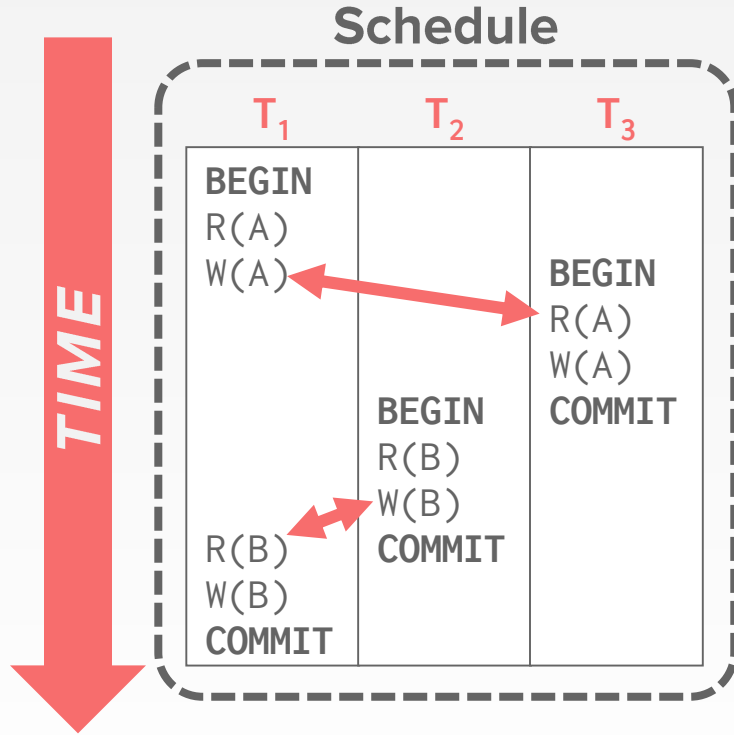 Schedule
TIME
T1 T2 T3
BEGIN
R(A)
W(A) BEGIN
R(A)
W(A)
BEGIN COMMIT
R(B)
W(B)
R(B) COMMIT
W(B)
COMMIT